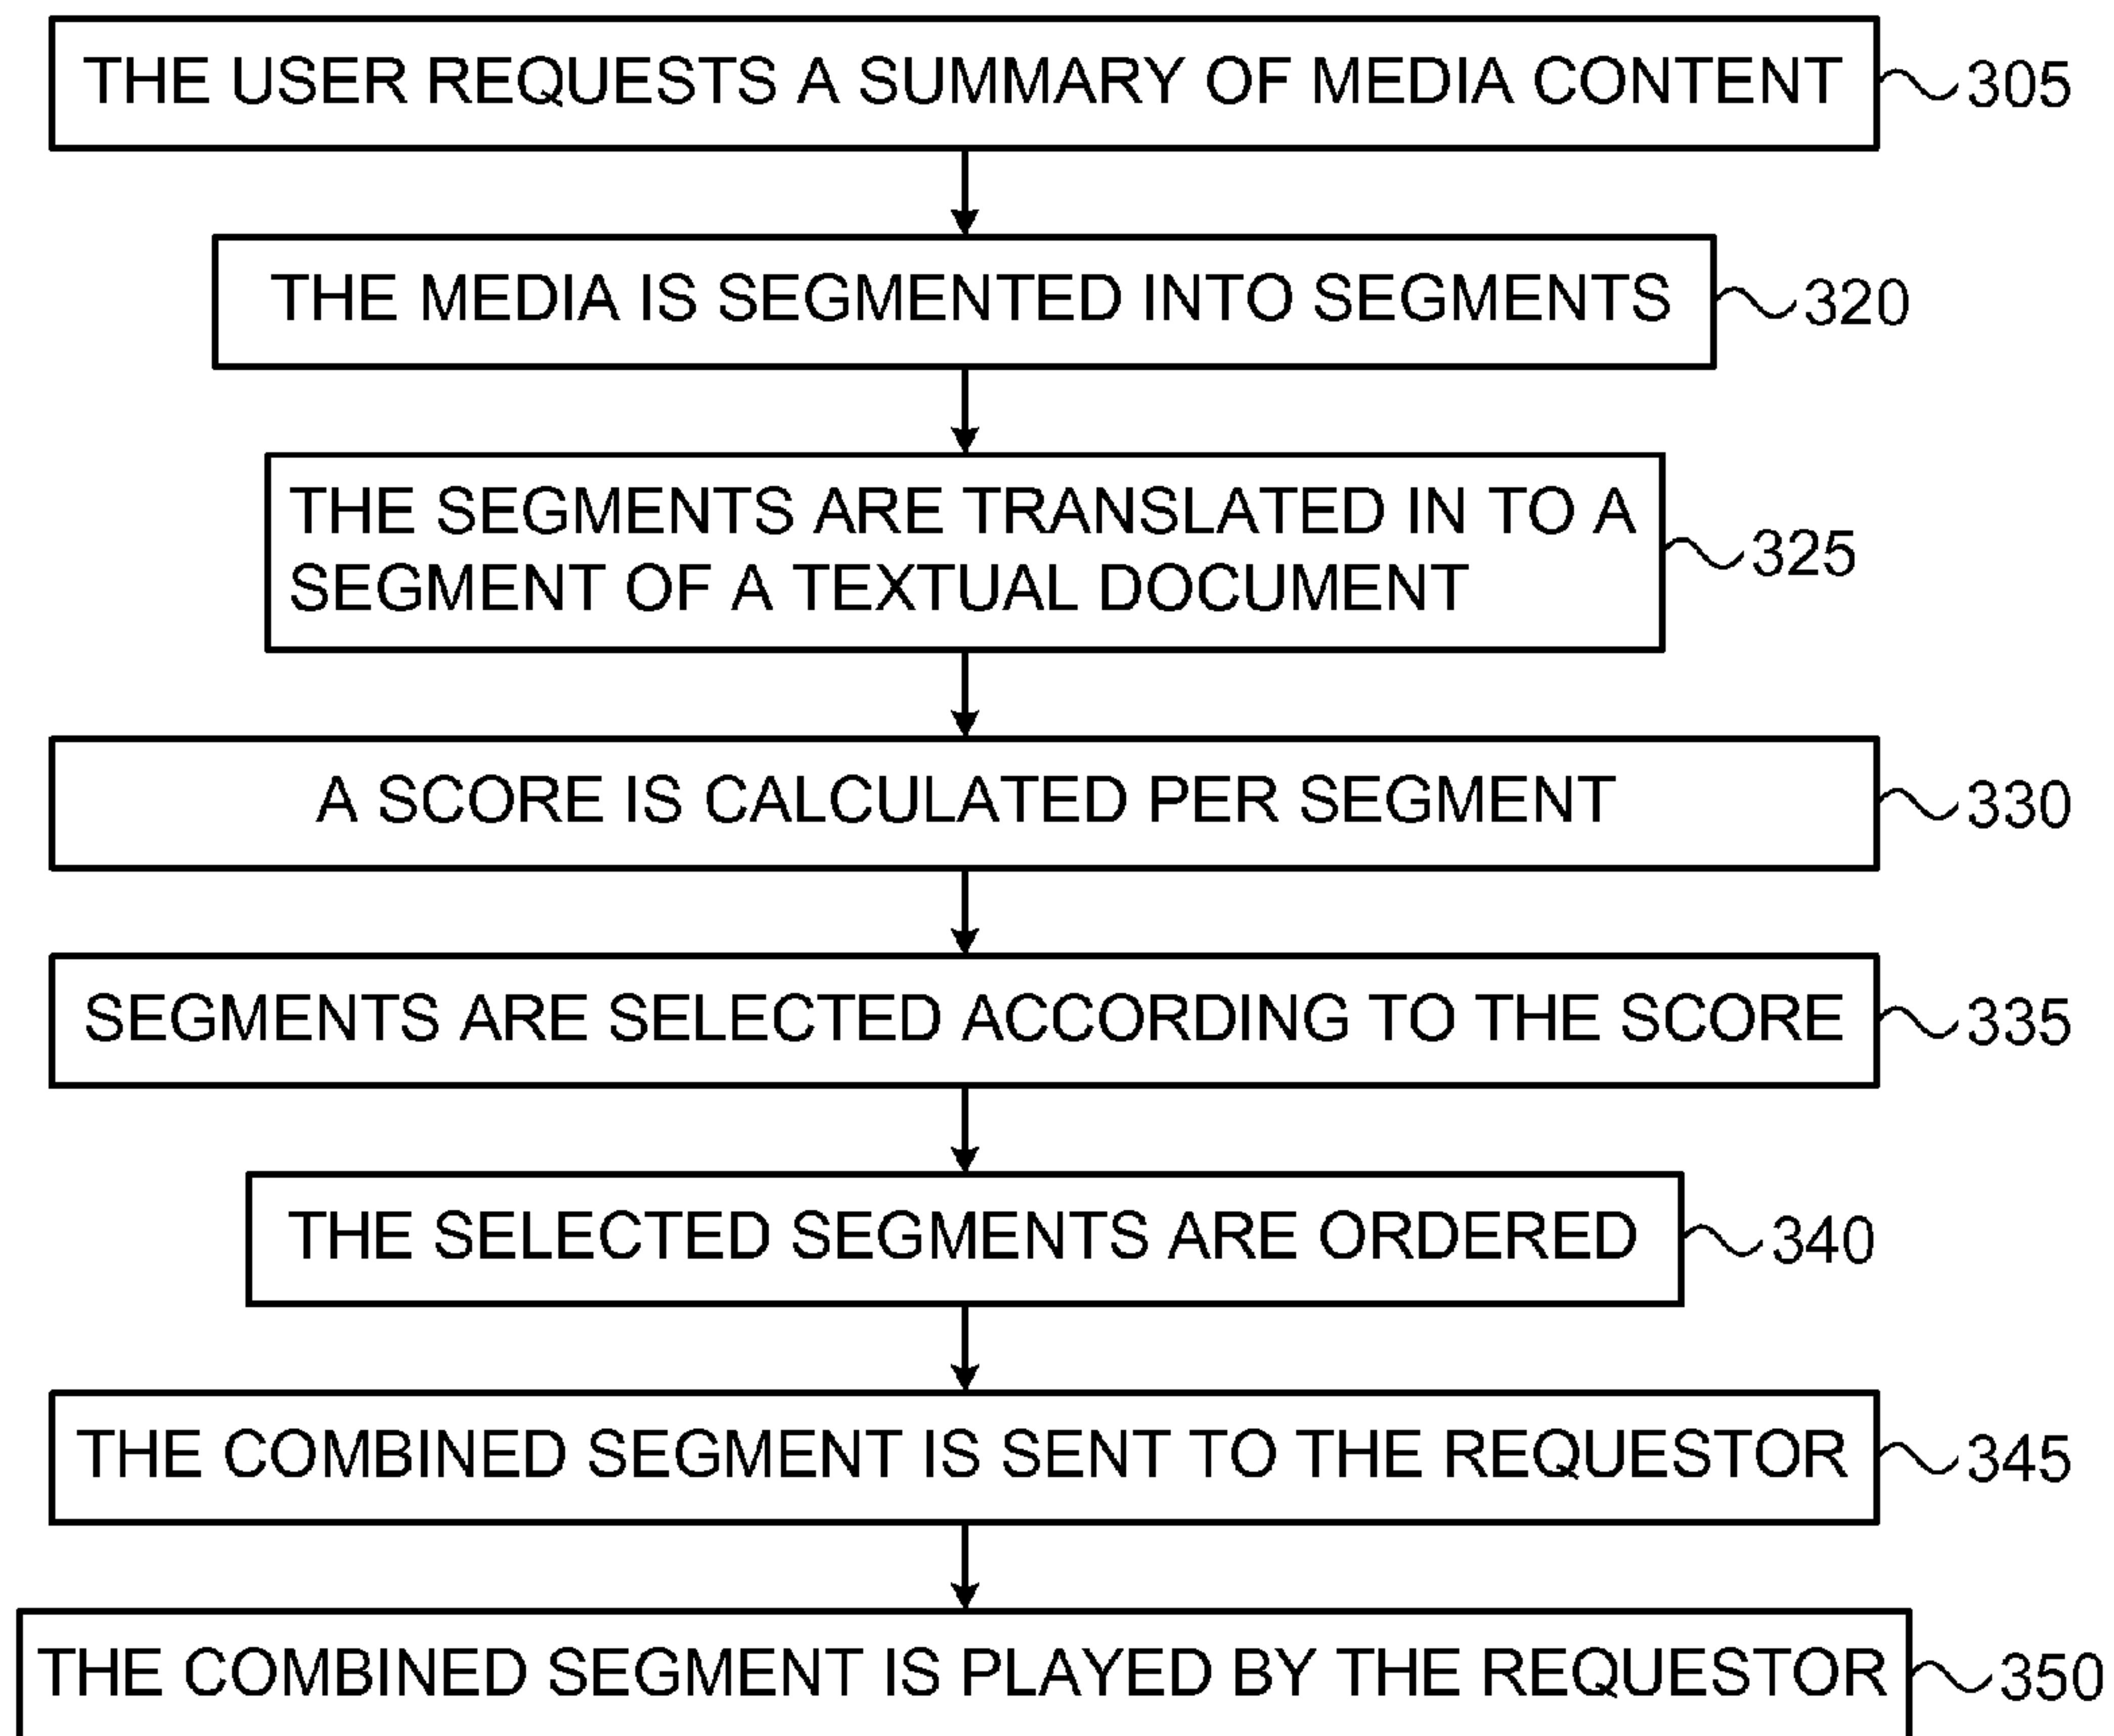 THE USER REQUESTS A SUMMARY OF MEDIA CONTENT 305
THE MEDIA IS SEGMENTED INTO SEGMENTS 320
THE SEGMENTS ARE TRANSLATED IN TO A
SEGMENT OF A TEXTUAL DOCUMENT 325
A SCORE IS CALCULATED PER SEGMENT 330
SEGMENTS ARE SELECTED ACCORDING TO THE SCORE 335
THE SELECTED SEGMENTS ARE ORDERED 340
THE COMBINED SEGMENT IS SENT TO THE REQUESTOR 345
THE COMBINED SEGMENT IS PLAYED BY THE REQUESTOR 350